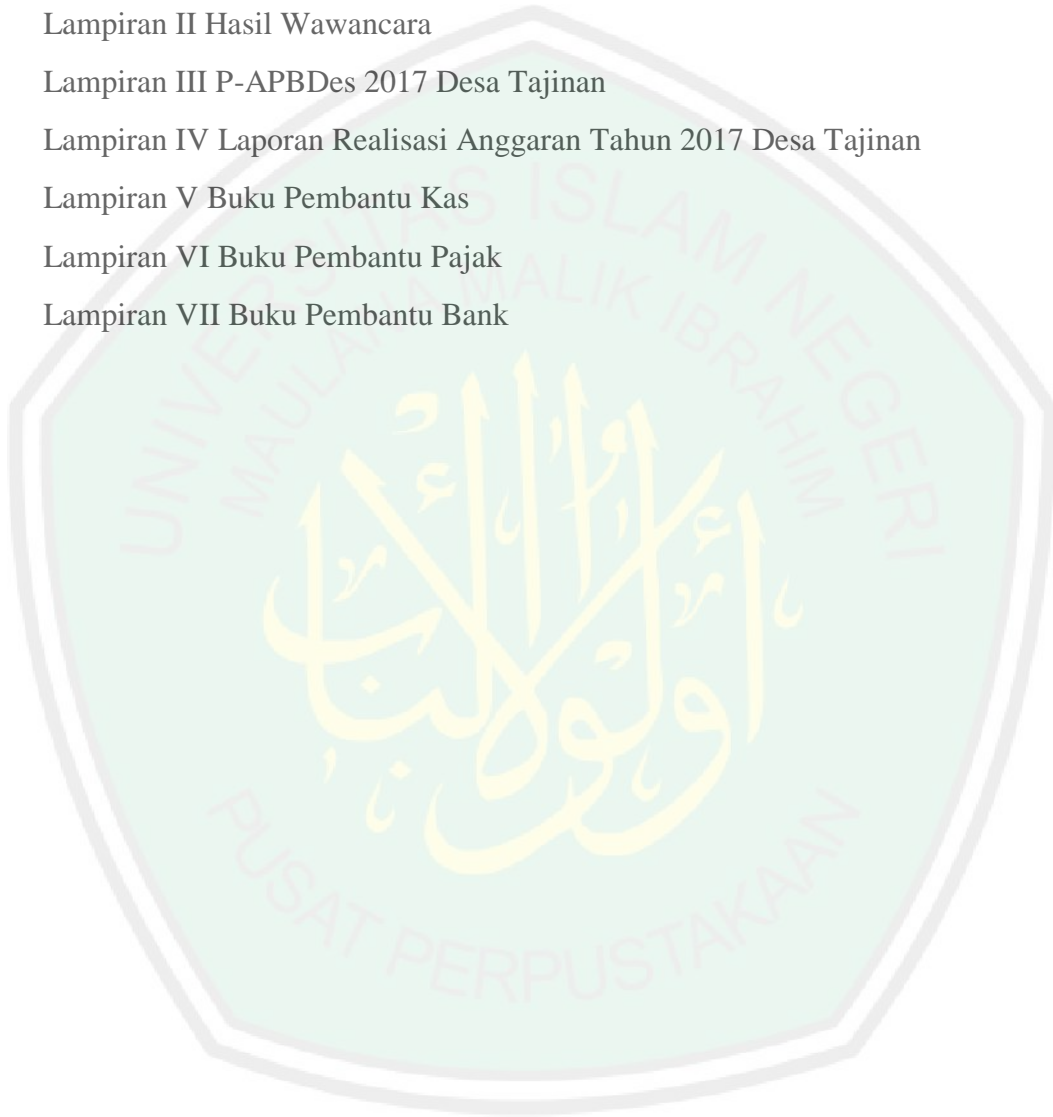 Lampiran II Hasil Wawancara
Lampiran III P-APBDes 2017 Desa Tajinan
Lampiran IV Laporan Realisasi Anggaran Tahun 2017 Desa Tajinan
Lampiran V Buku Pembantu Kas
Lampiran VI Buku Pembantu Pajak
Lampiran VII Buku Pembantu Bank
UNIVERSITAS ISLAM NEGERI
MAULANA MALIK IBRAHIM
أولوا الألباب
PUSAT PERPUSTAKAAN